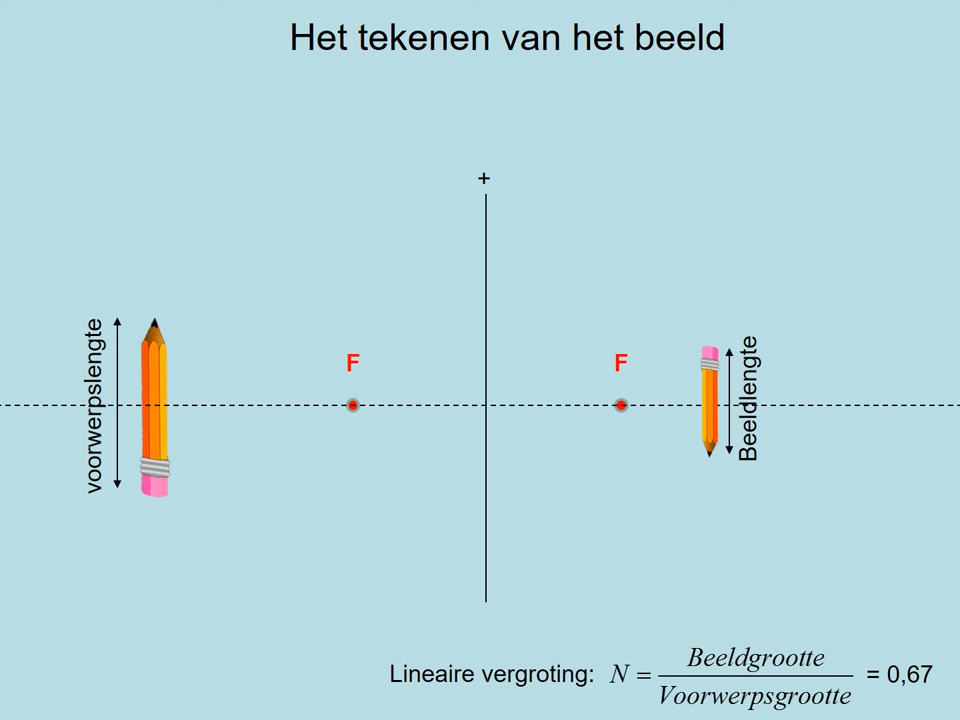 Het tekenen van het beeld
+
voorwerpslengte
F
F
Beeldlengte
Lineaire vergroting: N = Beeldgrootte / Voorwerpsgrootte = 0,67